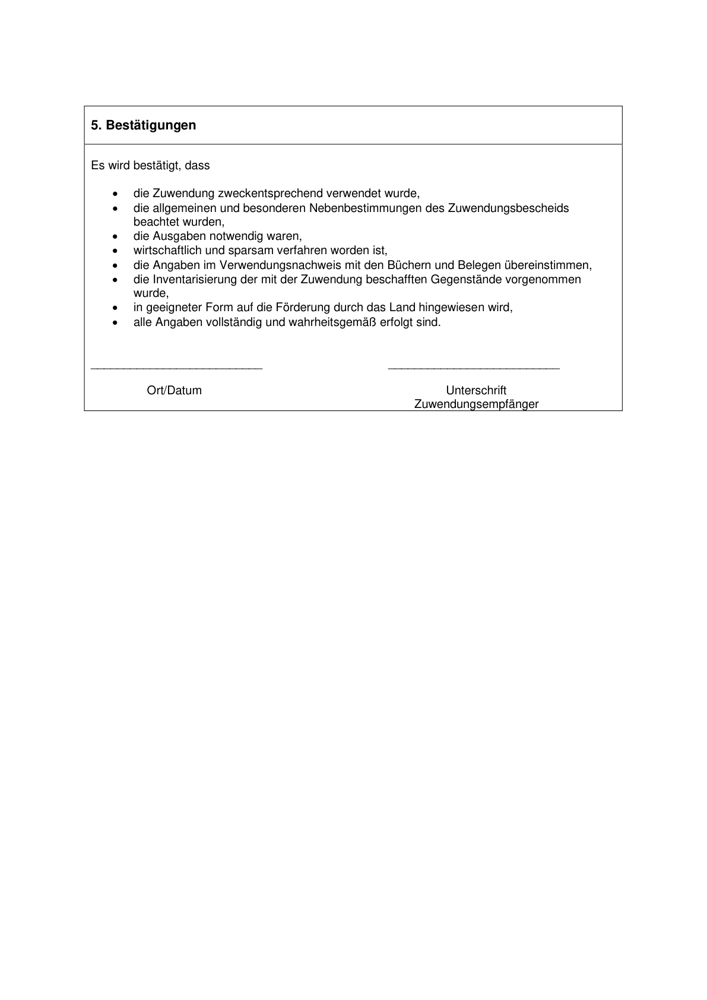 5. Bestätigungen
Es wird bestätigt, dass
• die Zuwendung zweckentsprechend verwendet wurde,
• die allgemeinen und besonderen Nebenbestimmungen des Zuwendungsbescheids
beachtet wurden,
• die Ausgaben notwendig waren,
• wirtschaftlich und sparsam verfahren worden ist,
• die Angaben im Verwendungsnachweis mit den Büchern und Belegen übereinstimmen,
• die Inventarisierung der mit der Zuwendung beschafften Gegenstände vorgenommen
wurde,
• in geeigneter Form auf die Förderung durch das Land hingewiesen wird,
• alle Angaben vollständig und wahrheitsgemäß erfolgt sind.
__________________________ __________________________
Ort/Datum Unterschrift
Zuwendungsempfänger